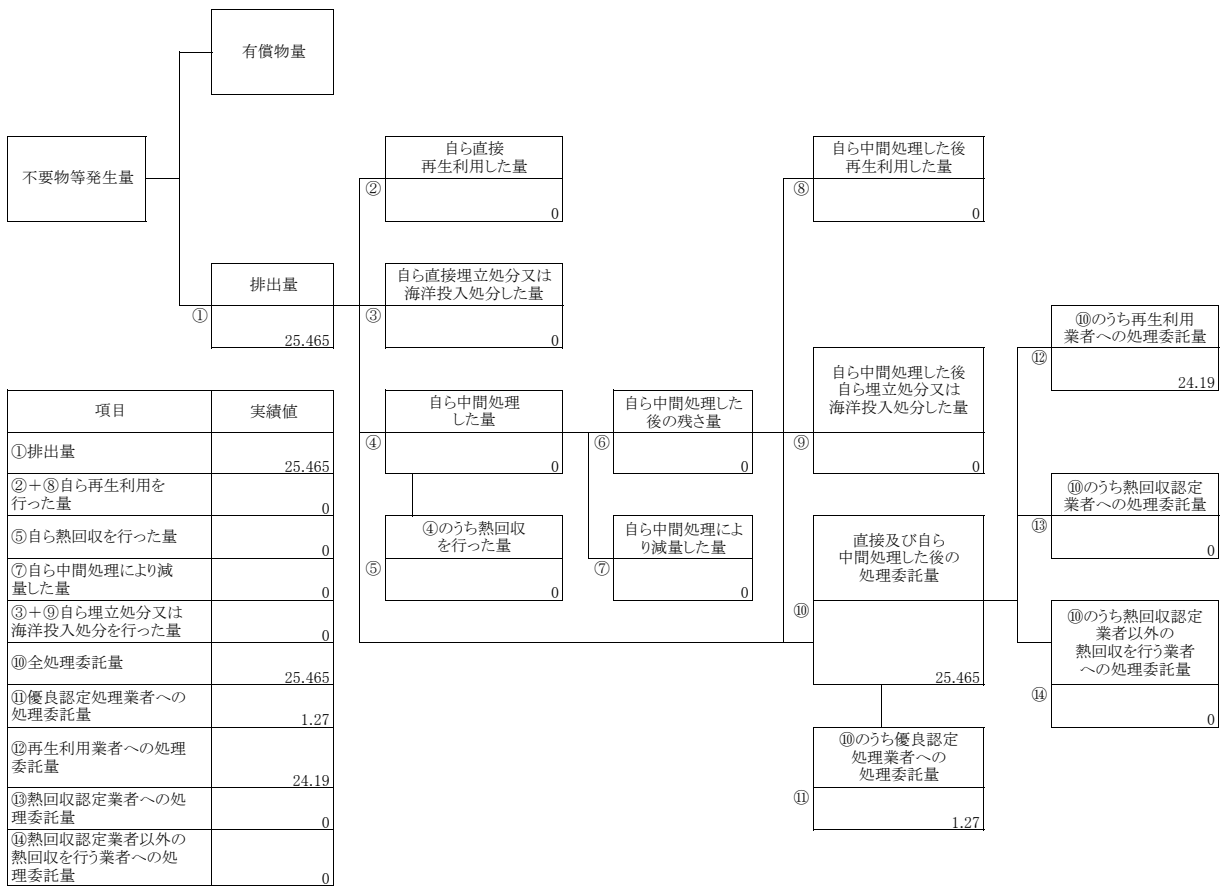 有償物量
不要物等発生量
排出量
①
25.465
自ら直接
再生利用した量
②
0
自ら直接埋立処分又は
海洋投入処分した量
③
0
自ら中間処理
した量
④
0
④のうち熱回収
を行った量
⑤
0
自ら中間処理した
後の残さ量
⑥
0
自ら中間処理によ
り減量した量
⑦
0
自ら中間処理した後
再生利用した量
⑧
0
自ら中間処理した後
自ら埋立処分又は
海洋投入処分した量
⑨
0
直接及び自ら
中間処理した後の
処理委託量
⑩
25.465
⑩のうち優良認定
処理業者への
処理委託量
⑪
1.27
⑩のうち再生利用
業者への処理委託量
⑫
24.19
⑩のうち熱回収認定
業者への処理委託量
⑬
0
⑩のうち熱回収認定
業者以外の
熱回収を行う業者
への処理委託量
⑭
0
項目 実績値
①排出量
25.465
②＋⑧自ら再生利用を
行った量
0
⑤自ら熱回収を行った量
0
⑦自ら中間処理により減
量した量
0
③＋⑨自ら埋立処分又は
海洋投入処分を行った量
0
⑩全処理委託量
25.465
⑪優良認定処理業者への
処理委託量
1.27
⑫再生利用業者への処理
委託量
24.19
⑬熱回収認定業者への処
理委託量
0
⑭熱回収認定業者以外の
熱回収を行う業者への処
理委託量
0